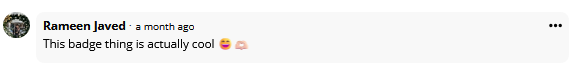 Rameen Javed · a month ago
This badge thing is actually cool 😄 🫶🏻